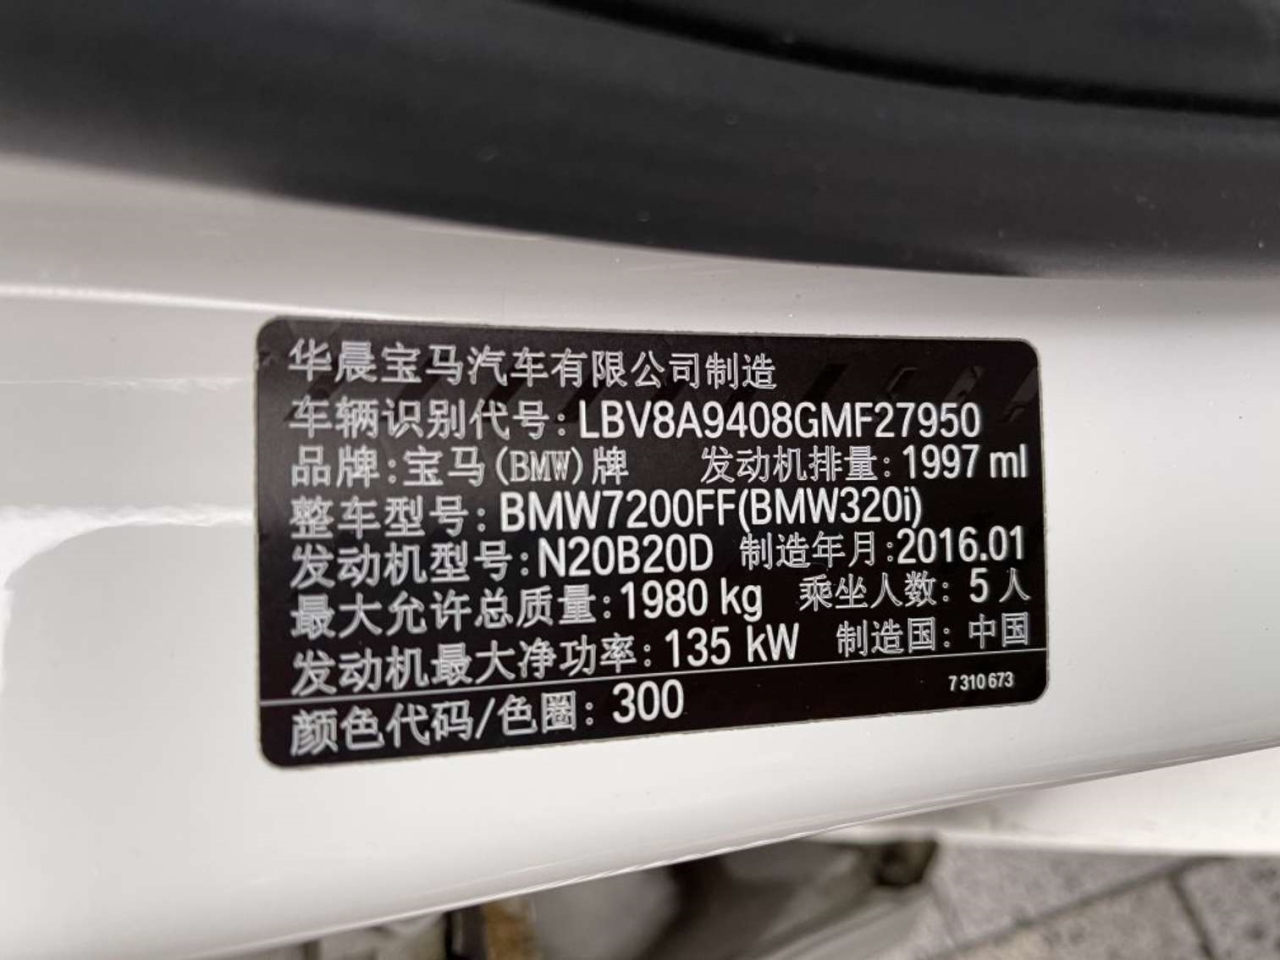 华晨宝马汽车有限公司制造
车辆识别代号:LBV8A9408GMF27950
品牌:宝马(BMW)牌 发动机排量:1997 ml
整车型号:BMW7200FF(BMW320i)
发动机型号:N20B20D 制造年月:2016.01
最大允许总质量:1980 kg 乘坐人数:5人
发动机最大净功率:135 kW 制造国:中国
7 310 673
颜色代码/色圈:300